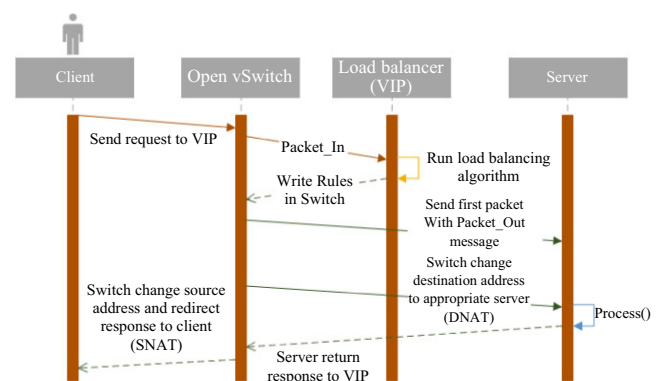 Client
Open vSwitch
Load balancer
(VIP)
Server
Send request to VIP
Packet_In
Run load balancing
algorithm
Write Rules
in Switch
Send first packet
With Packet_Out
message
Switch change
destination address
to appropriate server
(DNAT)
Switch change source
address and redirect
response to client
(SNAT)
Process()
Server return
response to VIP